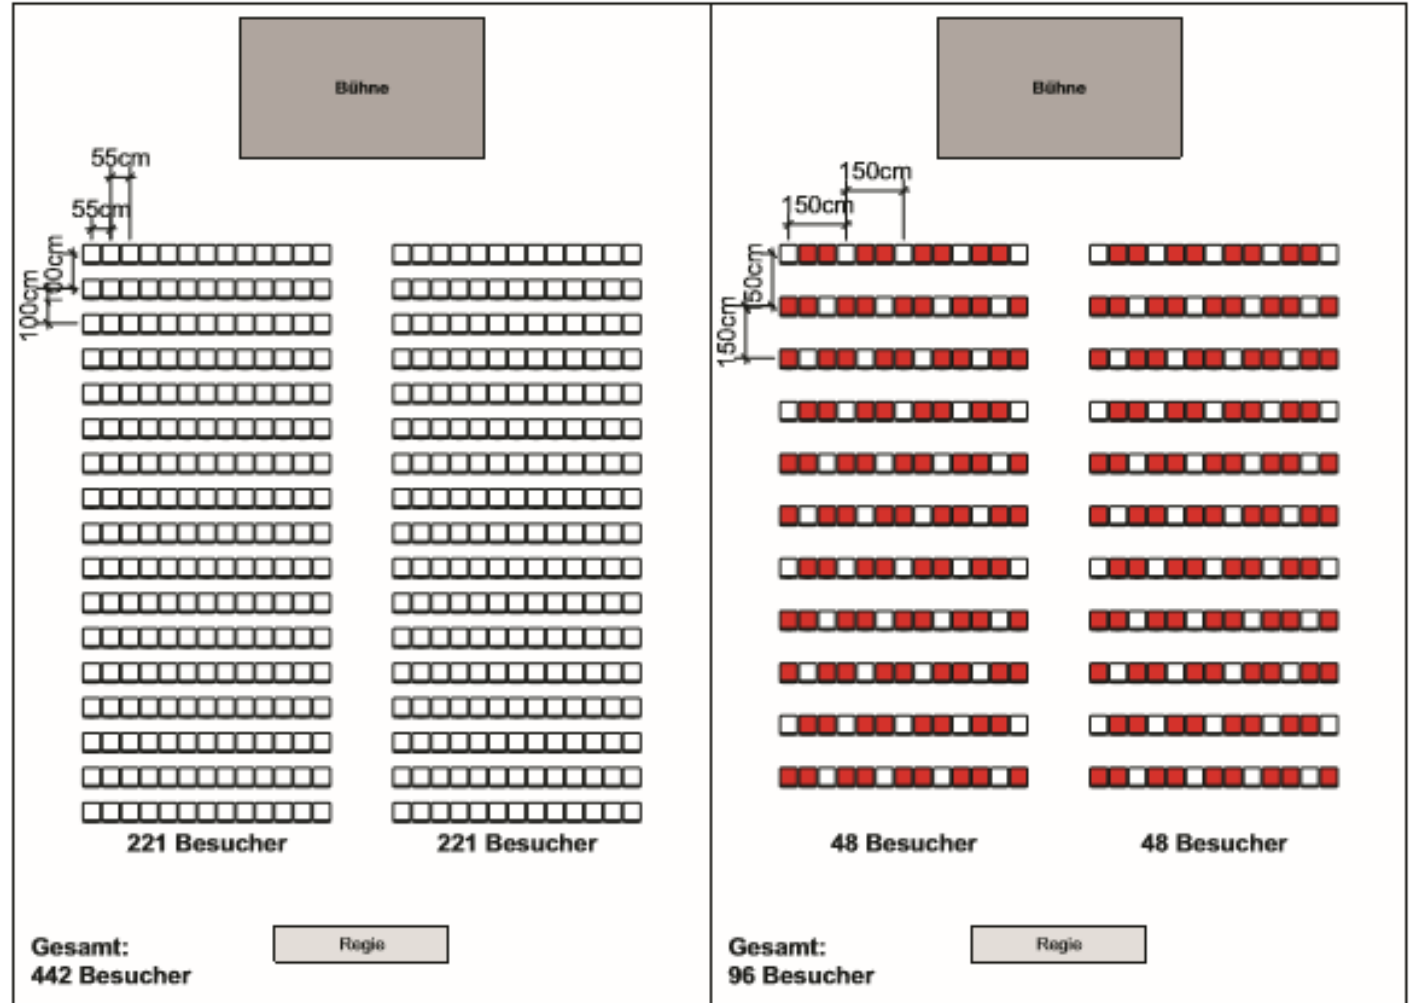 Bühne
55cm
55cm
100cm
100cm
221 Besucher
221 Besucher
Gesamt:
442 Besucher
Regie
Bühne
150cm
150cm
150cm
150cm
48 Besucher
48 Besucher
Gesamt:
96 Besucher
Regie